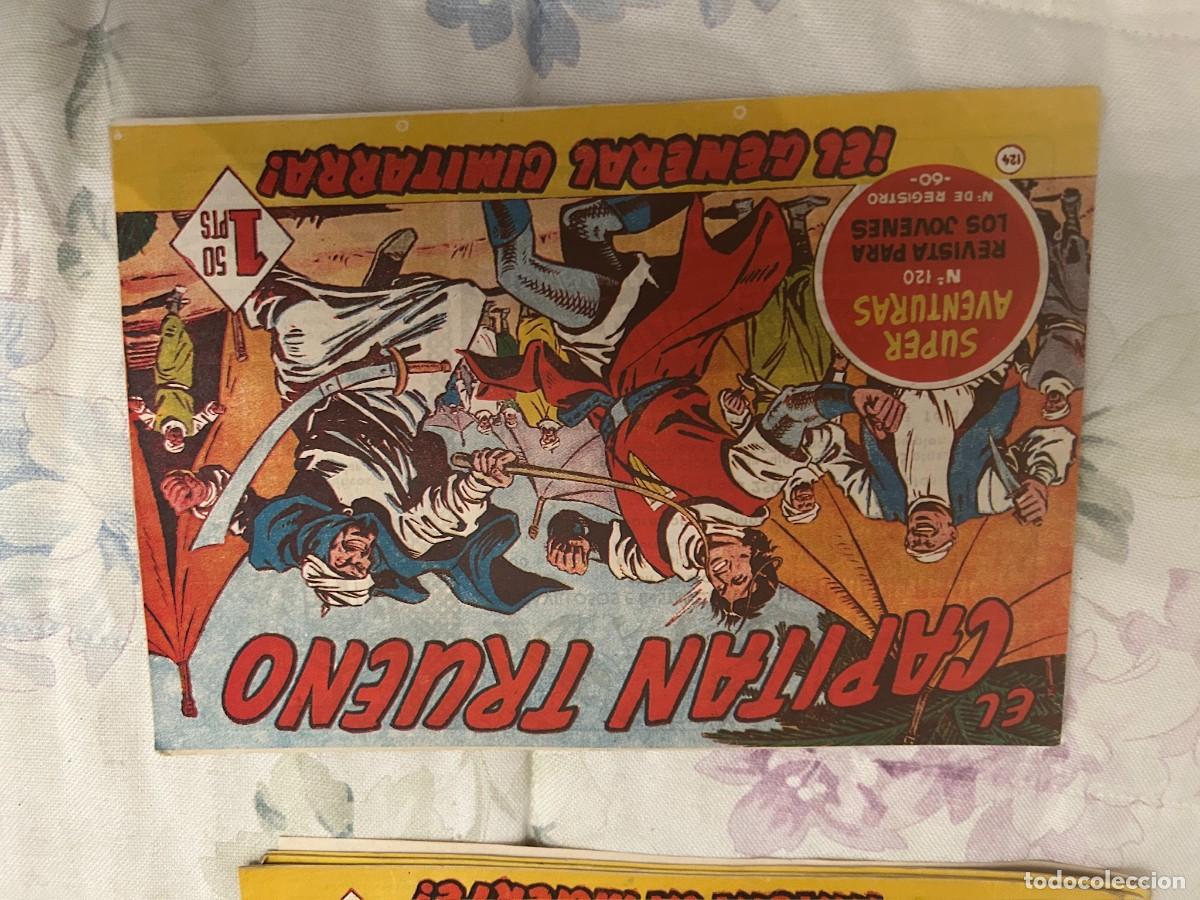 EL
CAPITAN TRUENO
SUPER
AVENTURAS
Nº 120
REVISTA PARA
LOS JOVENES
Nº DE REGISTRO
-60-
1 50
PTS
124
¡EL GENERAL CIMITARRA!
todocoleccion